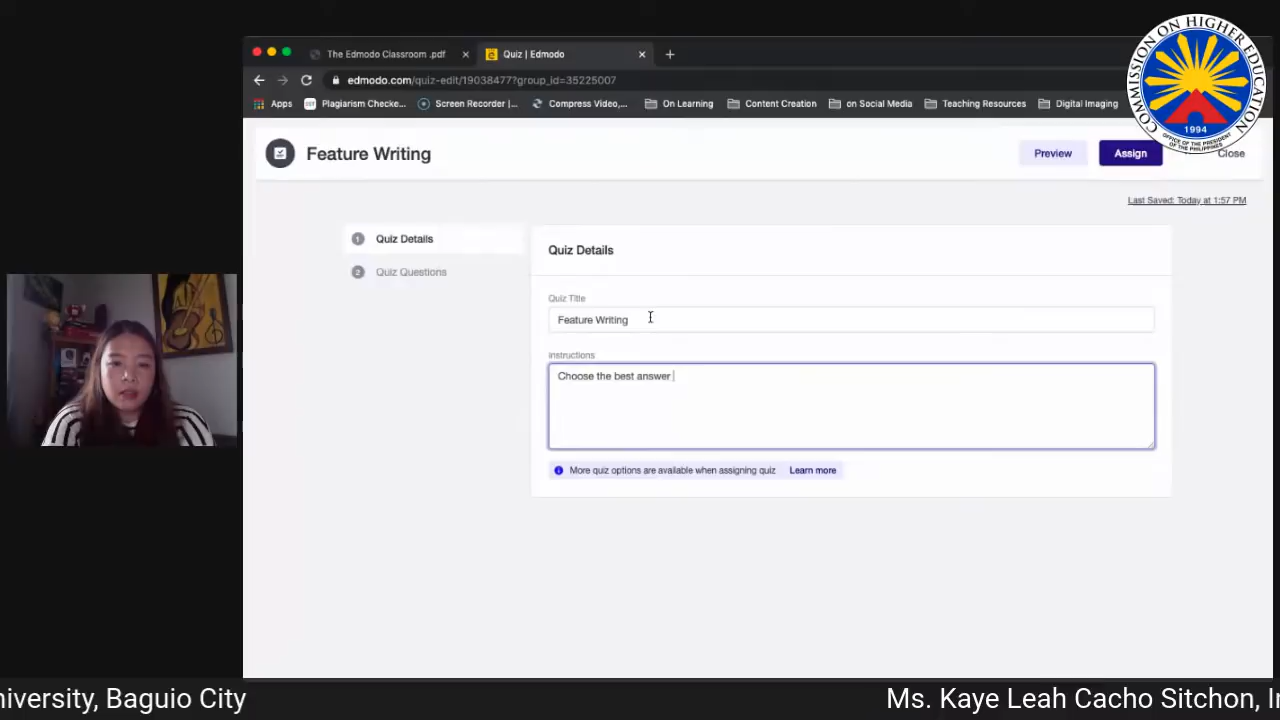 The Edmodo Classroom .pdf
Quiz | Edmodo
edmodo.com/quiz-edit/19038477?group_id=35225007
Apps
Plagiarism Checke...
Screen Recorder |...
Compress Video,...
On Learning
Content Creation
on Social Media
Teaching Resources
Digital Imaging
COMMISSION ON HIGHER EDUCATION
1994
OFFICE OF THE PRESIDENT
OF THE PHILIPPINES
Feature Writing
Preview
Assign
Close
Last Saved: Today at 1:57 PM
1 Quiz Details
2 Quiz Questions
Quiz Details
Quiz Title
Feature Writing
Instructions
Choose the best answer
More quiz options are available when assigning quiz Learn more
niversity, Baguio City
Ms. Kaye Leah Cacho Sitchon, I